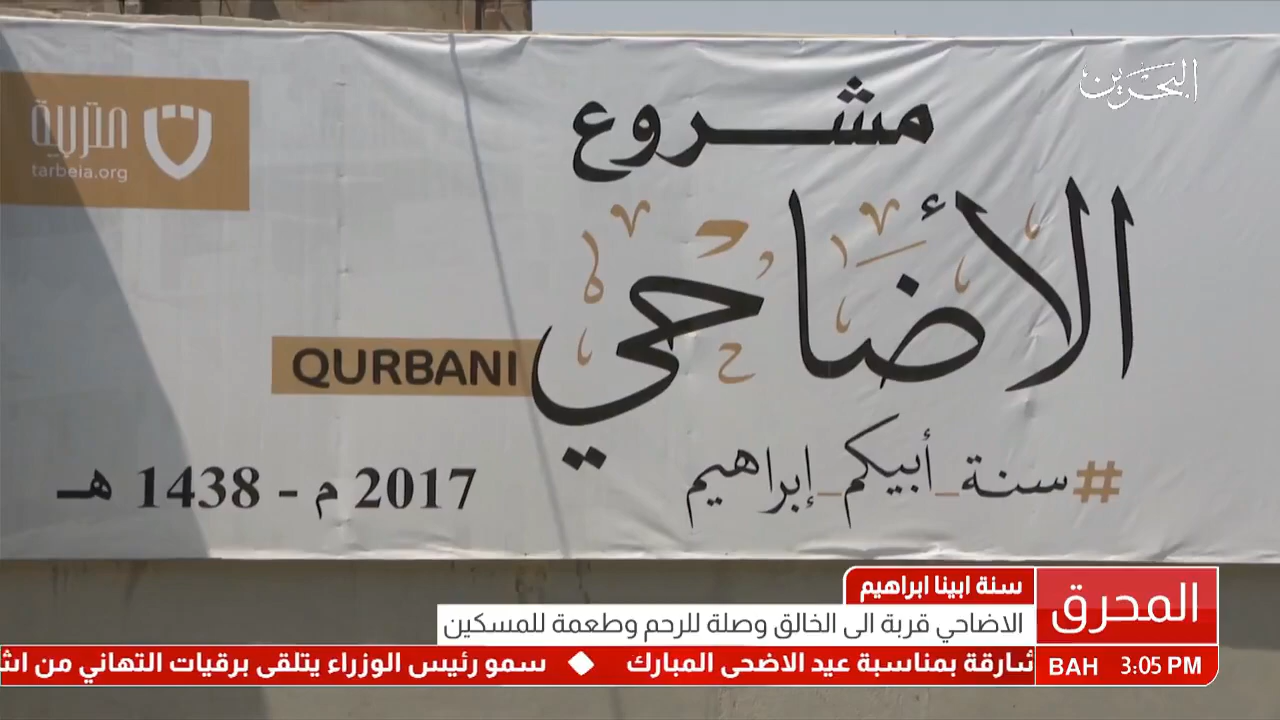 البحرين
مشروع
الأضاحي
QURBANI
#سنة_أبيكم_إبراهيم
2017 م - 1438 هـ
tarbeia.org
سنة ابينا ابراهيم
المحرق
الاضاحي قربة الى الخالق وصلة للرحم وطعمة للمسكين
BAH 3:05 PM
شارقة بمناسبة عيد الاضحى المبارك ◆ سمو رئيس الوزراء يتلقى برقيات التهاني من